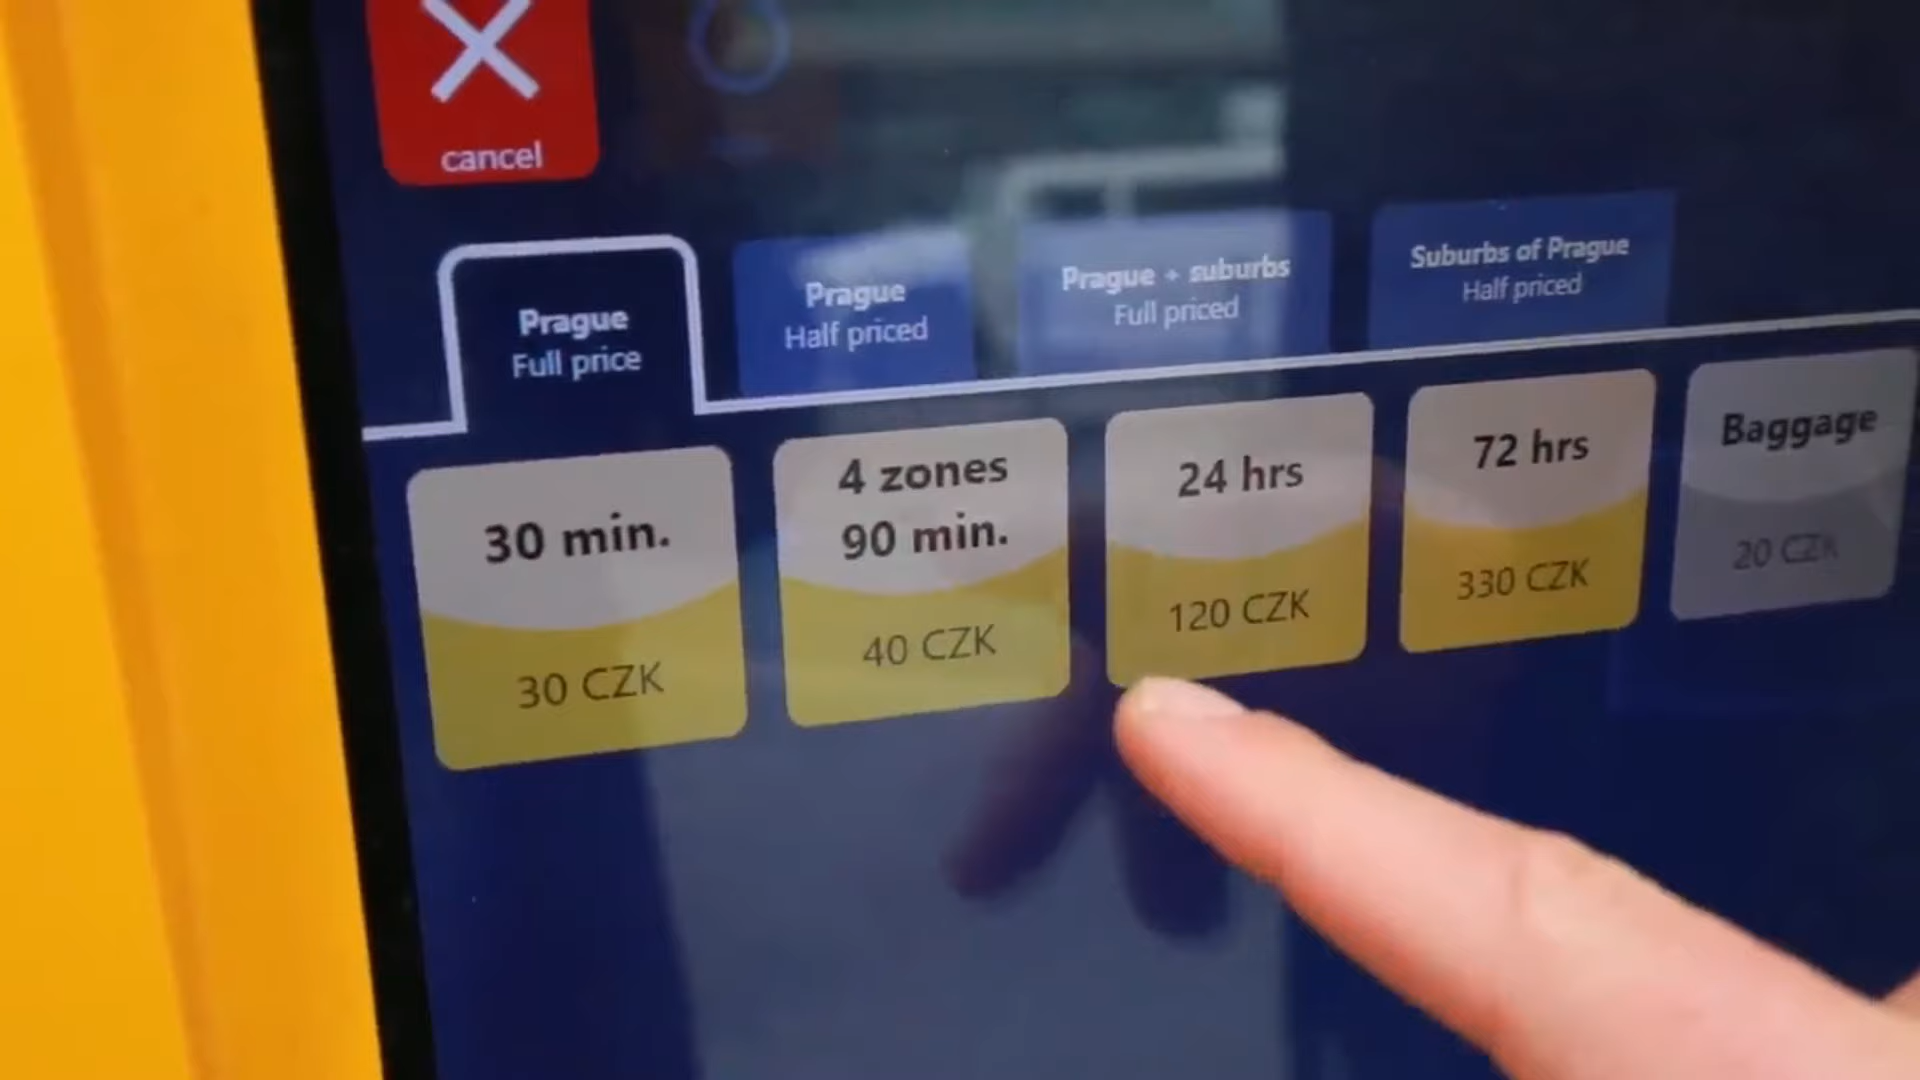 cancel
Prague
Full price
Prague
Half priced
Prague + suburbs
Full priced
Suburbs of Prague
Half priced
30 min.
30 CZK
4 zones
90 min.
40 CZK
24 hrs
120 CZK
72 hrs
330 CZK
Baggage
20 CZK